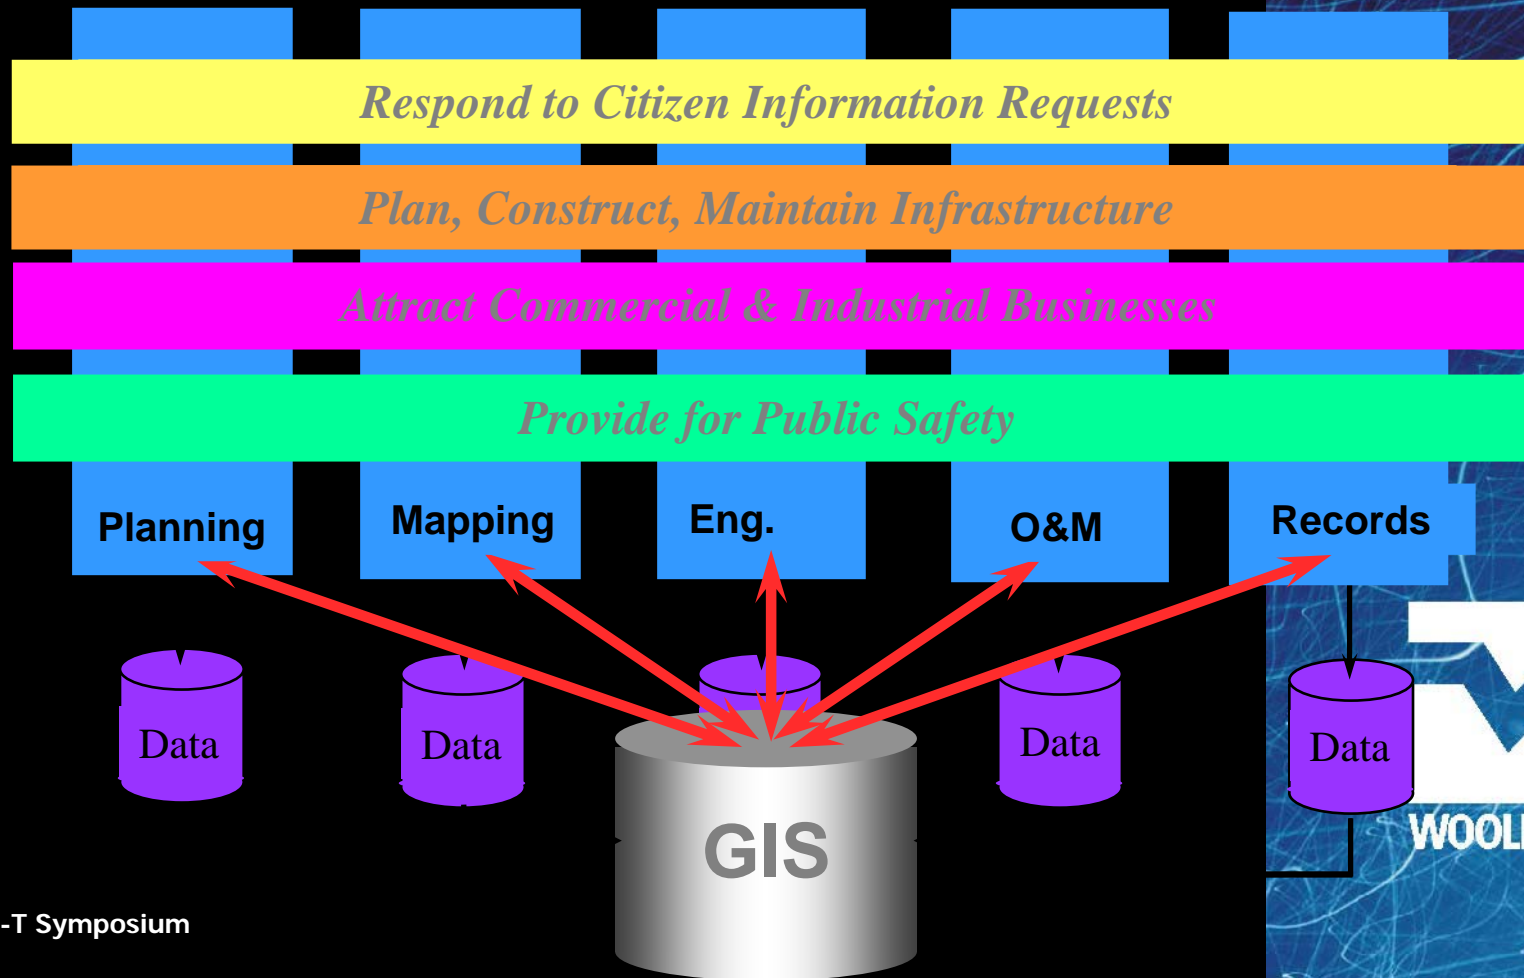 Respond to Citizen Information Requests
Plan, Construct, Maintain Infrastructure
Attract Commercial & Industrial Businesses
Provide for Public Safety
Planning
Mapping
Eng.
O&M
Records
Data
Data
Data
Data
GIS
-T Symposium